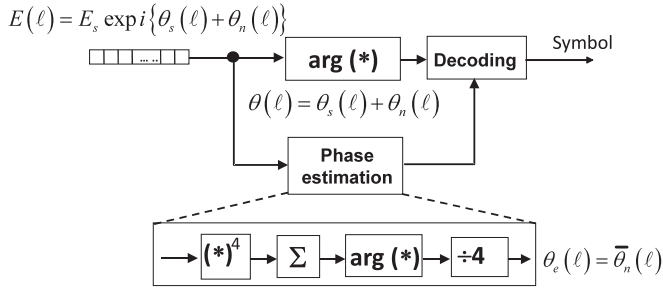 E(ℓ) = E_s exp i{θ_s(ℓ) + θ_n(ℓ)}
... ..
arg (*)
Decoding
Symbol
θ(ℓ) = θ_s(ℓ) + θ_n(ℓ)
Phase
estimation
(*)^4
Σ
arg (*)
÷4
θ_e(ℓ) = θ̄_n(ℓ)